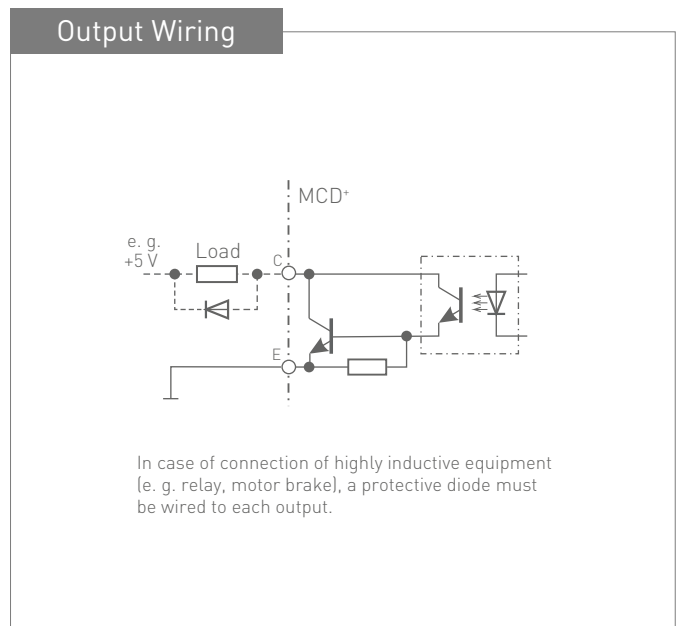 Output Wiring
MCD⁺
e. g.
+5 V
Load
C
E
In case of connection of highly inductive equipment
(e. g. relay, motor brake), a protective diode must
be wired to each output.